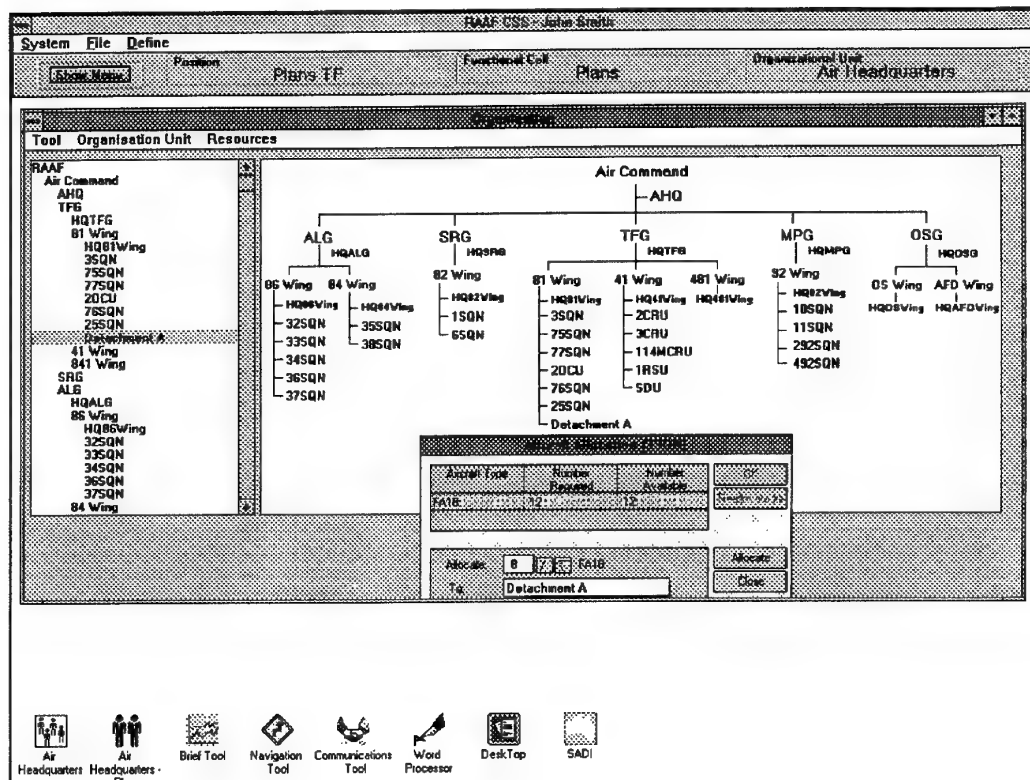 RAAF CSS - John Smith
System File Define
Show Menu
Position
Plans TF
Functional Cell
Plans
Organisational Unit
Air Headquarters
Organisation
Tool Organisation Unit Resources
RAAF
Air Command
AHQ
TFG
HQTFG
81 Wing
HQ81Wing
3SQN
75SQN
77SQN
2OCU
76SQN
25SQN
Detachment A
41 Wing
841 Wing
SRG
ALG
HQALG
86 Wing
HQ86Wing
32SQN
33SQN
34SQN
36SQN
37SQN
84 Wing
Air Command
AHQ
ALG
HQALG
86 Wing
HQ86Wing
32SQN
33SQN
34SQN
36SQN
37SQN
84 Wing
HQ84Wing
35SQN
38SQN
SRG
HQSRG
82 Wing
HQ82Wing
1SQN
6SQN
TFG
HQTFG
81 Wing
HQ81Wing
3SQN
75SQN
77SQN
2OCU
76SQN
25SQN
Detachment A
41 Wing
HQ41Wing
2CRU
3CRU
114MCRU
1RSU
5DU
481 Wing
HQ481Wing
MPG
HQMPG
92 Wing
HQ92Wing
10SQN
11SQN
292SQN
492SQN
OSG
HQOSG
OS Wing
HQOSWing
AFD Wing
HQAFDWing
Aircraft Allocation
Aircraft Type
Number Required
Number Available
FA18
12
12
OK
Allocate
8
FA18
To
Detachment A
Allocate
Close
Air
Headquarters
Air
Headquarters -
Brief Tool
Navigation
Tool
Communications
Tool
Word
Processor
DeskTop
SADI